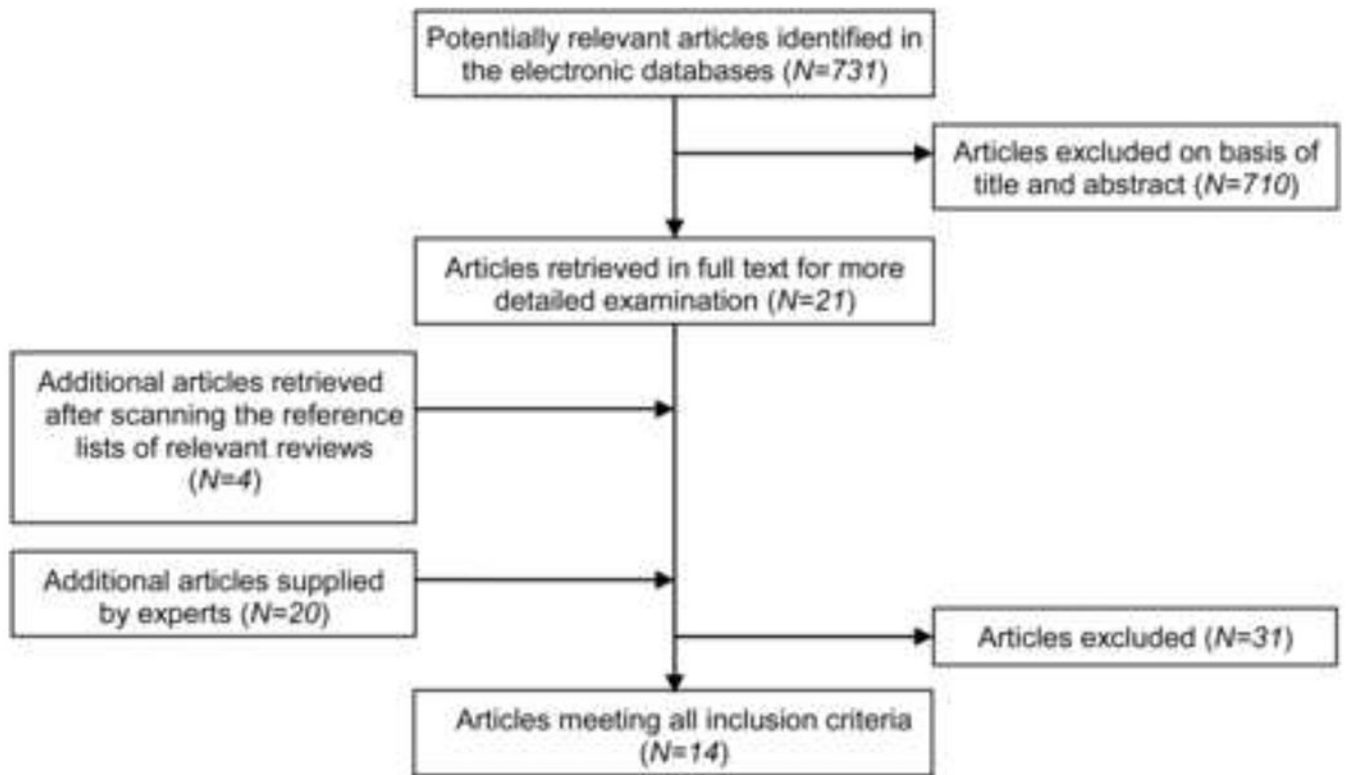 Potentially relevant articles identified in
the electronic databases (N=731)
Articles excluded on basis of
title and abstract (N=710)
Articles retrieved in full text for more
detailed examination (N=21)
Additional articles retrieved
after scanning the reference
lists of relevant reviews
(N=4)
Additional articles supplied
by experts (N=20)
Articles excluded (N=31)
Articles meeting all inclusion criteria
(N=14)